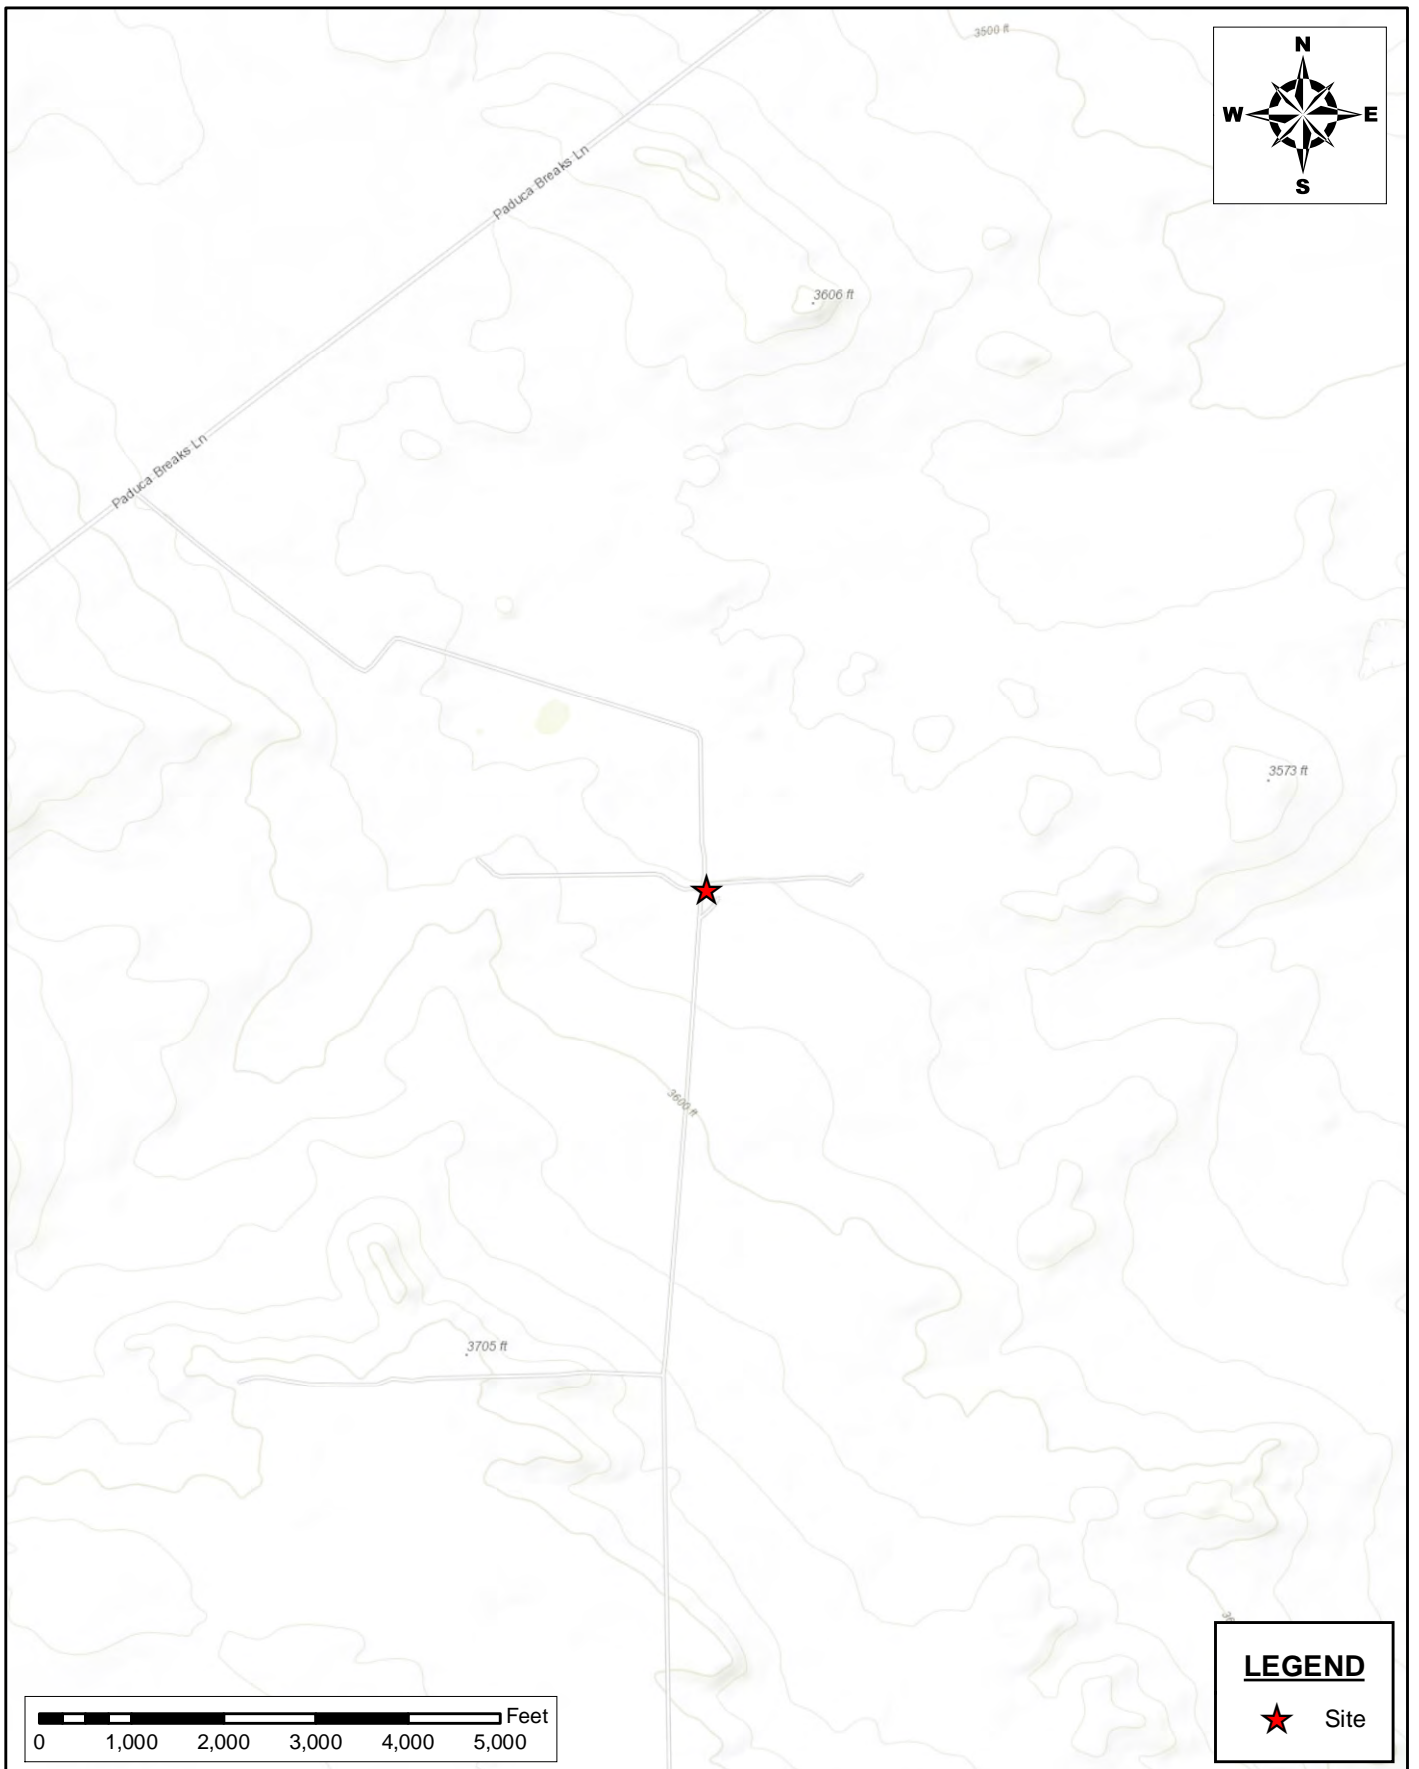 3500 ft
N
W E
S
Paduca Breaks Ln
3606 ft
Paduca Breaks Ln
3573 ft
3600 ft
3705 ft
LEGEND
Site
Feet
0 1,000 2,000 3,000 4,000 5,000